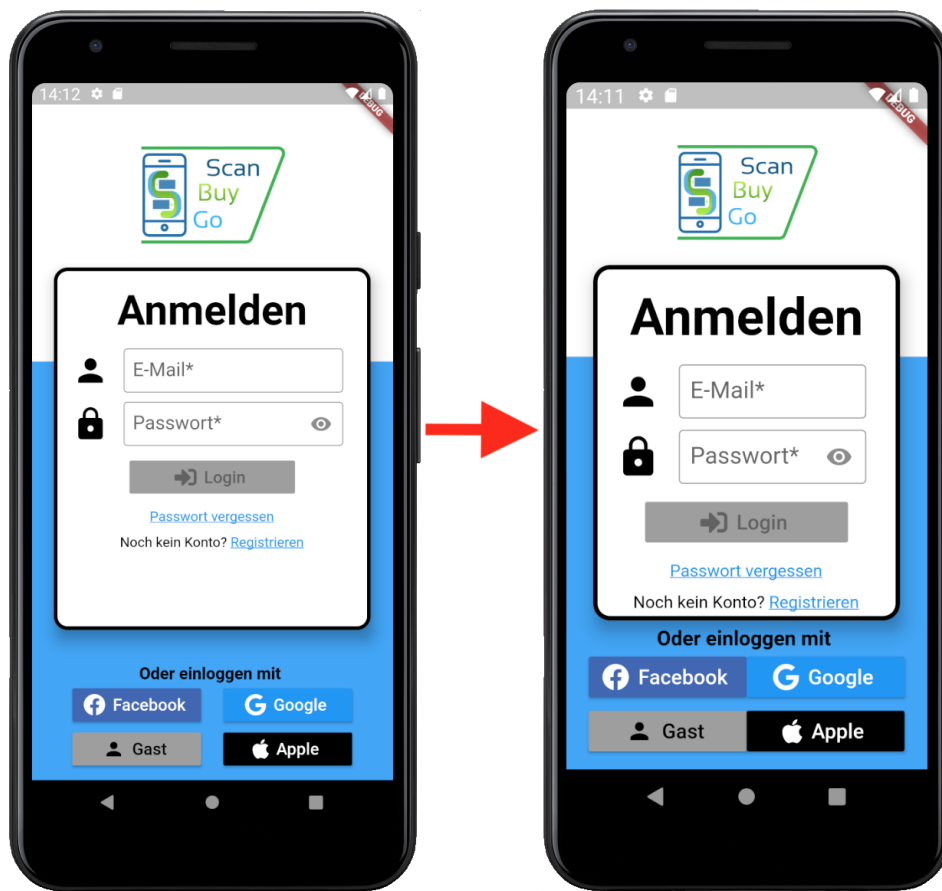 14:12
DEBUG
Scan
Buy
Go
Anmelden
E-Mail*
Passwort*
Login
Passwort vergessen
Noch kein Konto? Registrieren
Oder einloggen mit
Facebook
Google
Gast
Apple
14:11
DEBUG
Scan
Buy
Go
Anmelden
E-Mail*
Passwort*
Login
Passwort vergessen
Noch kein Konto? Registrieren
Oder einloggen mit
Facebook
Google
Gast
Apple